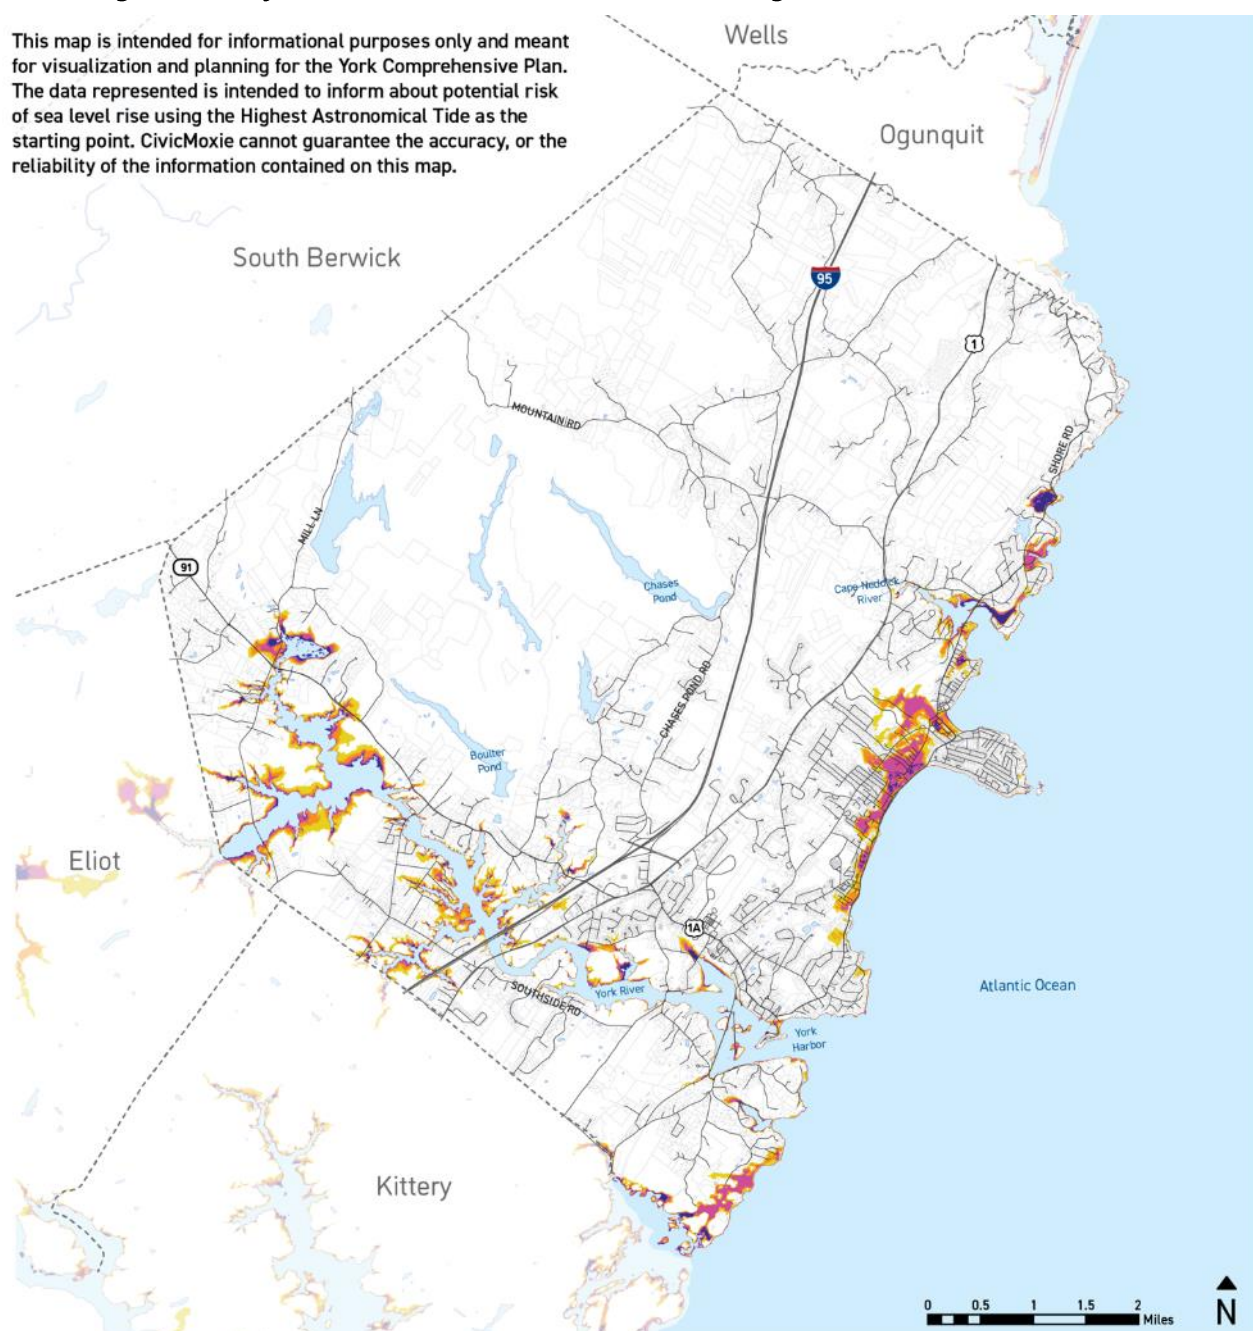 This map is intended for informational purposes only and meant
for visualization and planning for the York Comprehensive Plan.
The data represented is intended to inform about potential risk
of sea level rise using the Highest Astronomical Tide as the
starting point. CivicMoxie cannot guarantee the accuracy, or the
reliability of the information contained on this map.
Wells
Ogunquit
South Berwick
95
1
MOUNTAIN RD
SHORE RD
MILL LN
91
Chases
Pond
Cape Neddick
River
CHASES POND RD
Boulter
Pond
Eliot
1A
Atlantic Ocean
York River
SOUTHSIDE RD
York
Harbor
Kittery
0 0.5 1 1.5 2
Miles
N